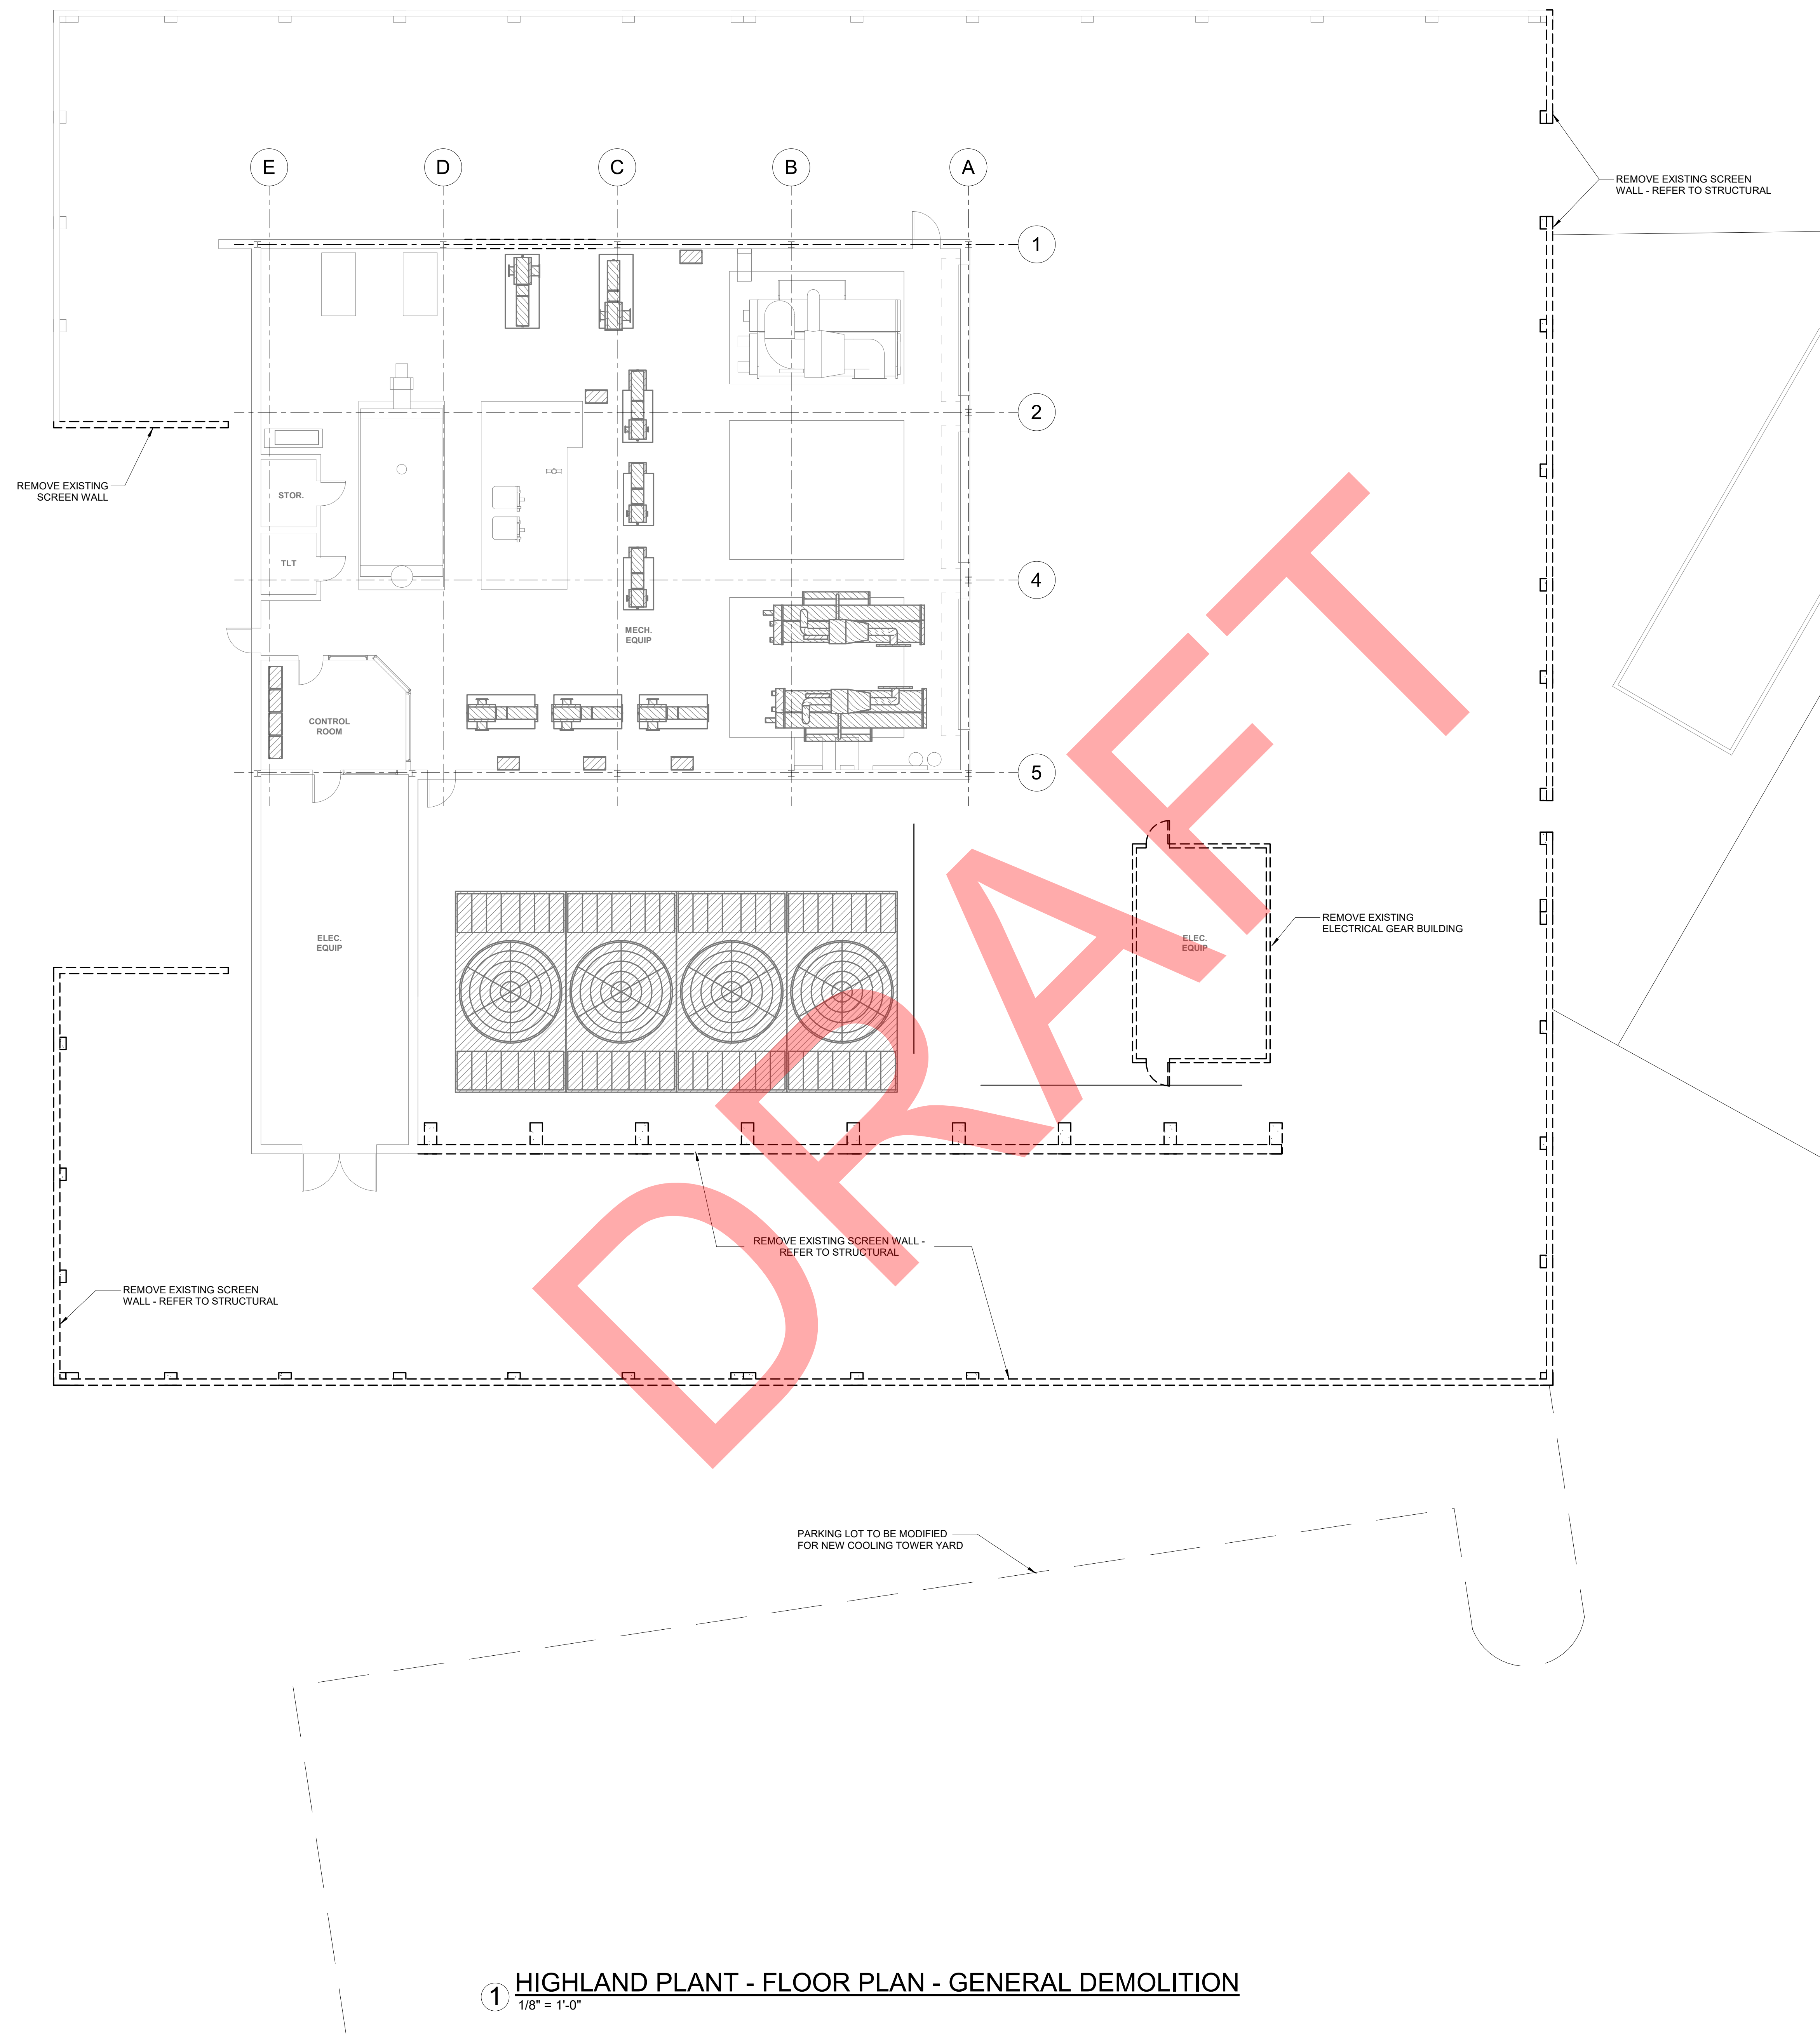 E
D
C
B
A
REMOVE EXISTING SCREEN
WALL - REFER TO STRUCTURAL
1
2
REMOVE EXISTING
SCREEN WALL
STOR.
TLT
4
MECH.
EQUIP
CONTROL
ROOM
5
ELEC.
EQUIP
ELEC.
EQUIP
REMOVE EXISTING
ELECTRICAL GEAR BUILDING
DRAFT
REMOVE EXISTING SCREEN WALL -
REFER TO STRUCTURAL
REMOVE EXISTING SCREEN
WALL - REFER TO STRUCTURAL
PARKING LOT TO BE MODIFIED
FOR NEW COOLING TOWER YARD
1
HIGHLAND PLANT - FLOOR PLAN - GENERAL DEMOLITION
1/8" = 1'-0"